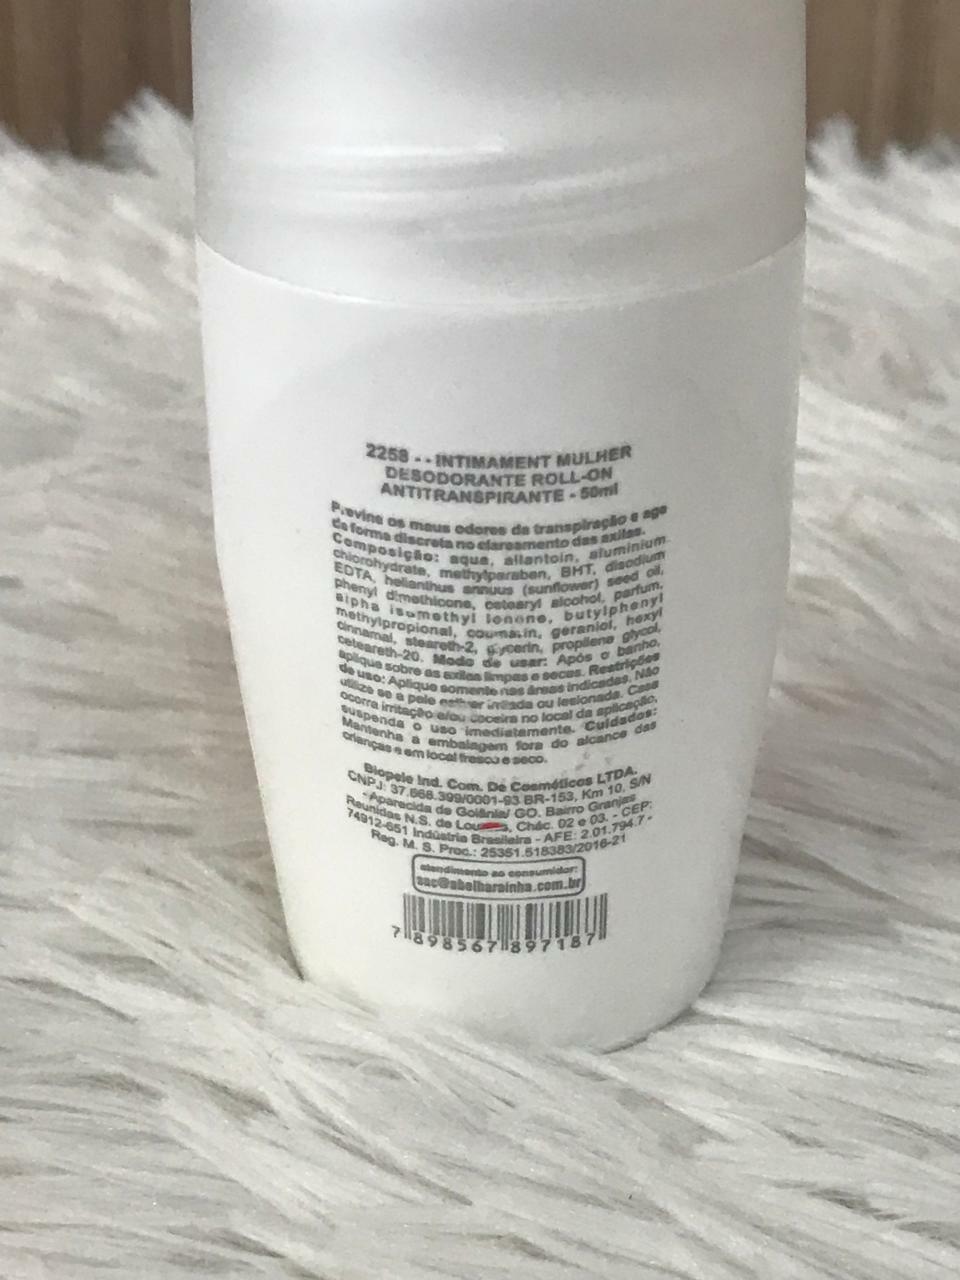 2258 - - INTIMAMENT MULHER
DESODORANTE ROLL-ON
ANTITRANSPIRANTE - 50ml
Previne os maus odores da transpiração e age
de forma discreta no clareamento das axilas.
Composição: aqua, allantoin, aluminium
chlorohydrate, methylparaben, BHT, disodium
EDTA, helianthus annuus (sunflower) seed oil,
phenyl dimethicone, cetearyl alcohol, parfum,
alpha isomethyl ionone, butylphenyl
methylpropional, coumarin, geraniol, hexyl
cinnamal, steareth-2, glycerin, propilene glycol,
ceteareth-20. Modo de usar: Após o banho,
aplique sobre as axilas limpas e secas. Restrições
de uso: Aplique somente nas áreas indicadas. Não
utilize se a pele estiver irritada ou lesionada. Caso
ocorra irritação e/ou coceira no local da aplicação,
suspenda o uso imediatamente. Cuidados:
Mantenha a embalagem fora do alcance das
crianças e em local fresco e seco.
Biopele Ind. Com. De Cosméticos LTDA.
CNPJ: 37.668.399/0001-93 BR-153, Km 10, S/N
- Aparecida de Goiânia/ GO. Bairro Granjas
Reunidas N.S. de Lourdes, Chác. 02 e 03. - CEP:
74912-651 Indústria Brasileira - AFE: 2.01.794.7 -
Reg. M. S. Proc.: 25351.518383/2016-21
atendimento ao consumidor:
sac@abelharainha.com.br
7 898567 897187